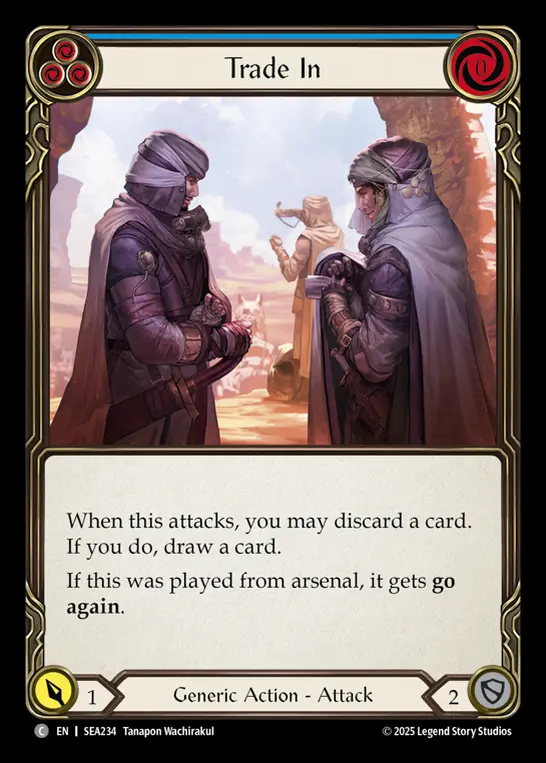 Trade In
0
When this attacks, you may discard a card.
If you do, draw a card.
If this was played from arsenal, it gets go
again.
1
Generic Action - Attack
2
C EN | SEA234 Tanapon Wachirakul
© 2025 Legend Story Studios